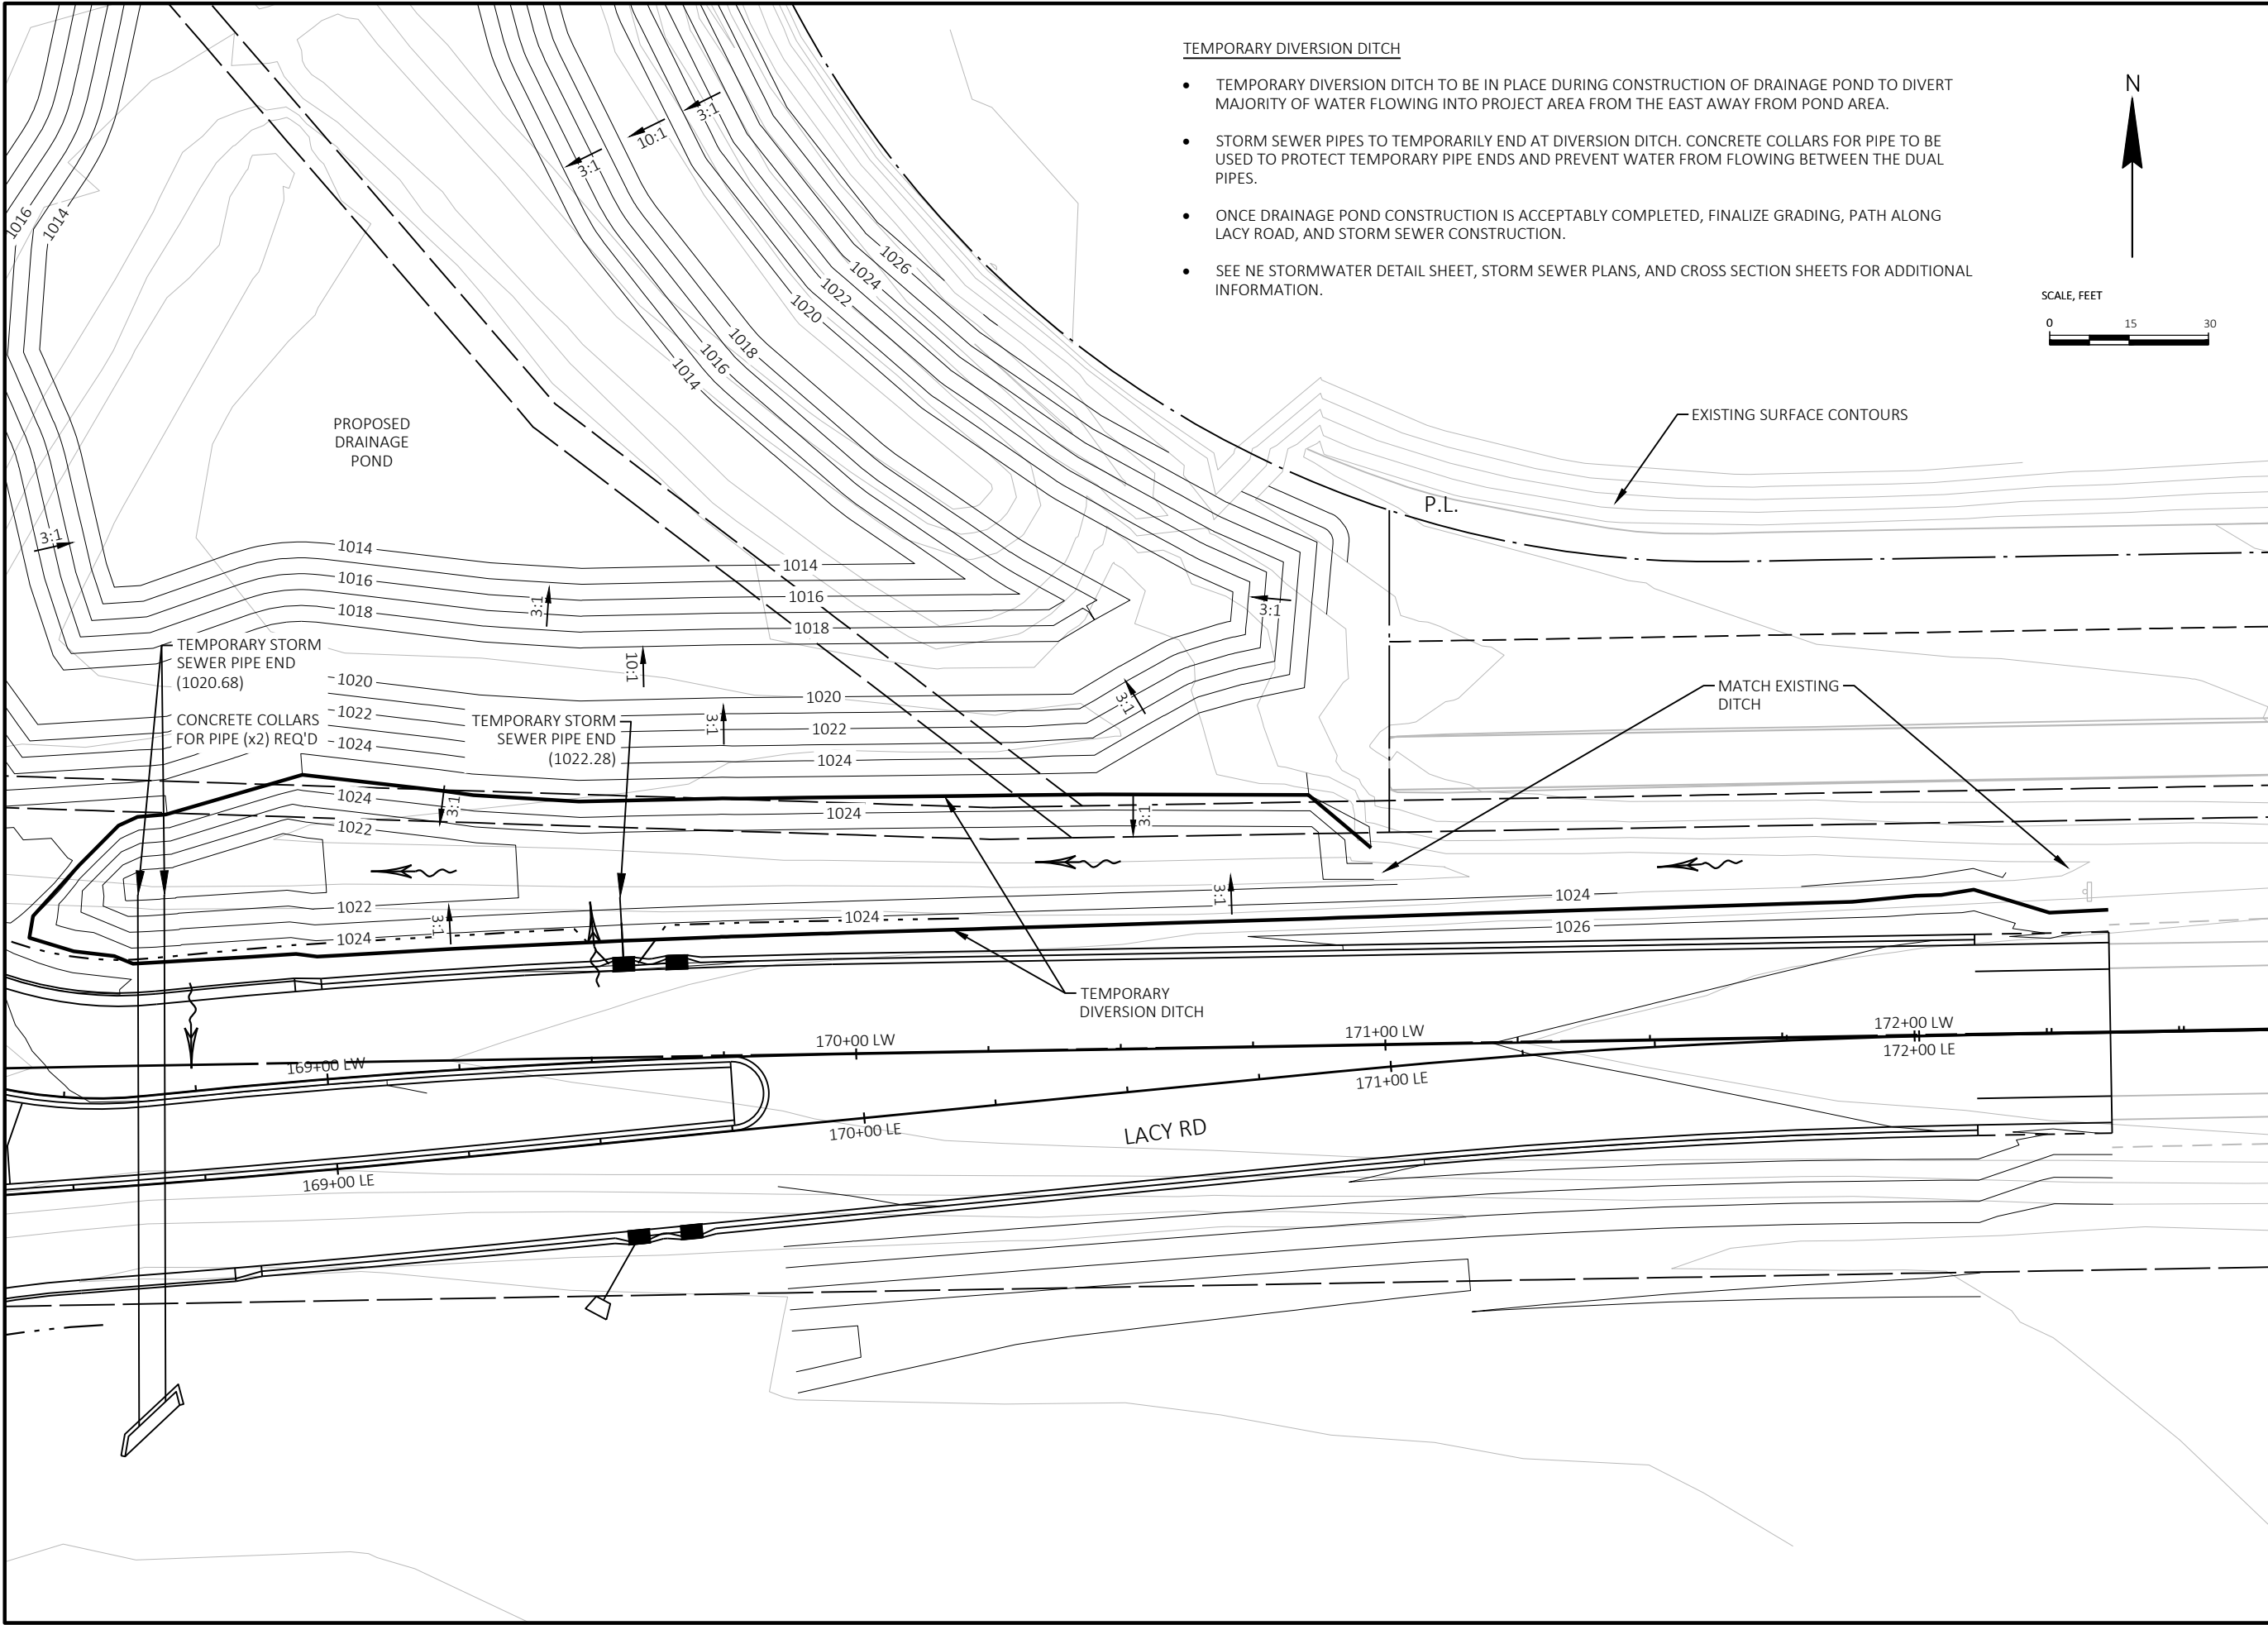 TEMPORARY DIVERSION DITCH
• TEMPORARY DIVERSION DITCH TO BE IN PLACE DURING CONSTRUCTION OF DRAINAGE POND TO DIVERT
MAJORITY OF WATER FLOWING INTO PROJECT AREA FROM THE EAST AWAY FROM POND AREA.
• STORM SEWER PIPES TO TEMPORARILY END AT DIVERSION DITCH. CONCRETE COLLARS FOR PIPE TO BE
USED TO PROTECT TEMPORARY PIPE ENDS AND PREVENT WATER FROM FLOWING BETWEEN THE DUAL
PIPES.
• ONCE DRAINAGE POND CONSTRUCTION IS ACCEPTABLY COMPLETED, FINALIZE GRADING, PATH ALONG
LACY ROAD, AND STORM SEWER CONSTRUCTION.
• SEE NE STORMWATER DETAIL SHEET, STORM SEWER PLANS, AND CROSS SECTION SHEETS FOR ADDITIONAL
INFORMATION.
N
SCALE, FEET
0 15 30
3:1
10:1
3:1
1016
1014
1026
1024
1022
1020
1018
1016
1014
EXISTING SURFACE CONTOURS
PROPOSED
DRAINAGE
POND
P.L.
3:1
1014
1014
1016
1016
1018
1018
3:1
3:1
TEMPORARY STORM
SEWER PIPE END
(1020.68)
10:1
1020
1020
3:1
MATCH EXISTING
DITCH
CONCRETE COLLARS
FOR PIPE (x2) REQ'D
1022
1022
1024
1024
TEMPORARY STORM
SEWER PIPE END
(1022.28)
3:1
1024
1024
3:1
3:1
1022
1022
1024
1024
1024
1026
3:1
3:1
TEMPORARY
DIVERSION DITCH
169+00 LW
170+00 LW
171+00 LW
172+00 LW
172+00 LE
171+00 LE
170+00 LE
169+00 LE
LACY RD